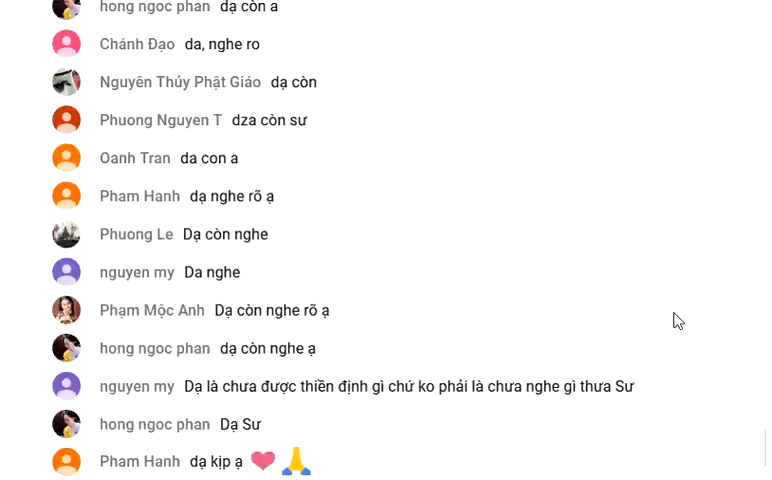 hong ngoc phan dạ còn a
Chánh Đạo da, nghe ro
Nguyên Thủy Phật Giáo dạ còn
Phuong Nguyen T dza còn sư
Oanh Tran da con a
Pham Hanh dạ nghe rõ ạ
Phuong Le Dạ còn nghe
nguyen my Da nghe
Phạm Mộc Anh Dạ còn nghe rõ ạ
hong ngoc phan dạ còn nghe ạ
nguyen my Dạ là chưa được thiền định gì chứ ko phải là chưa nghe gì thưa Sư
hong ngoc phan Dạ Sư
Pham Hanh dạ kịp ạ ❤🙏